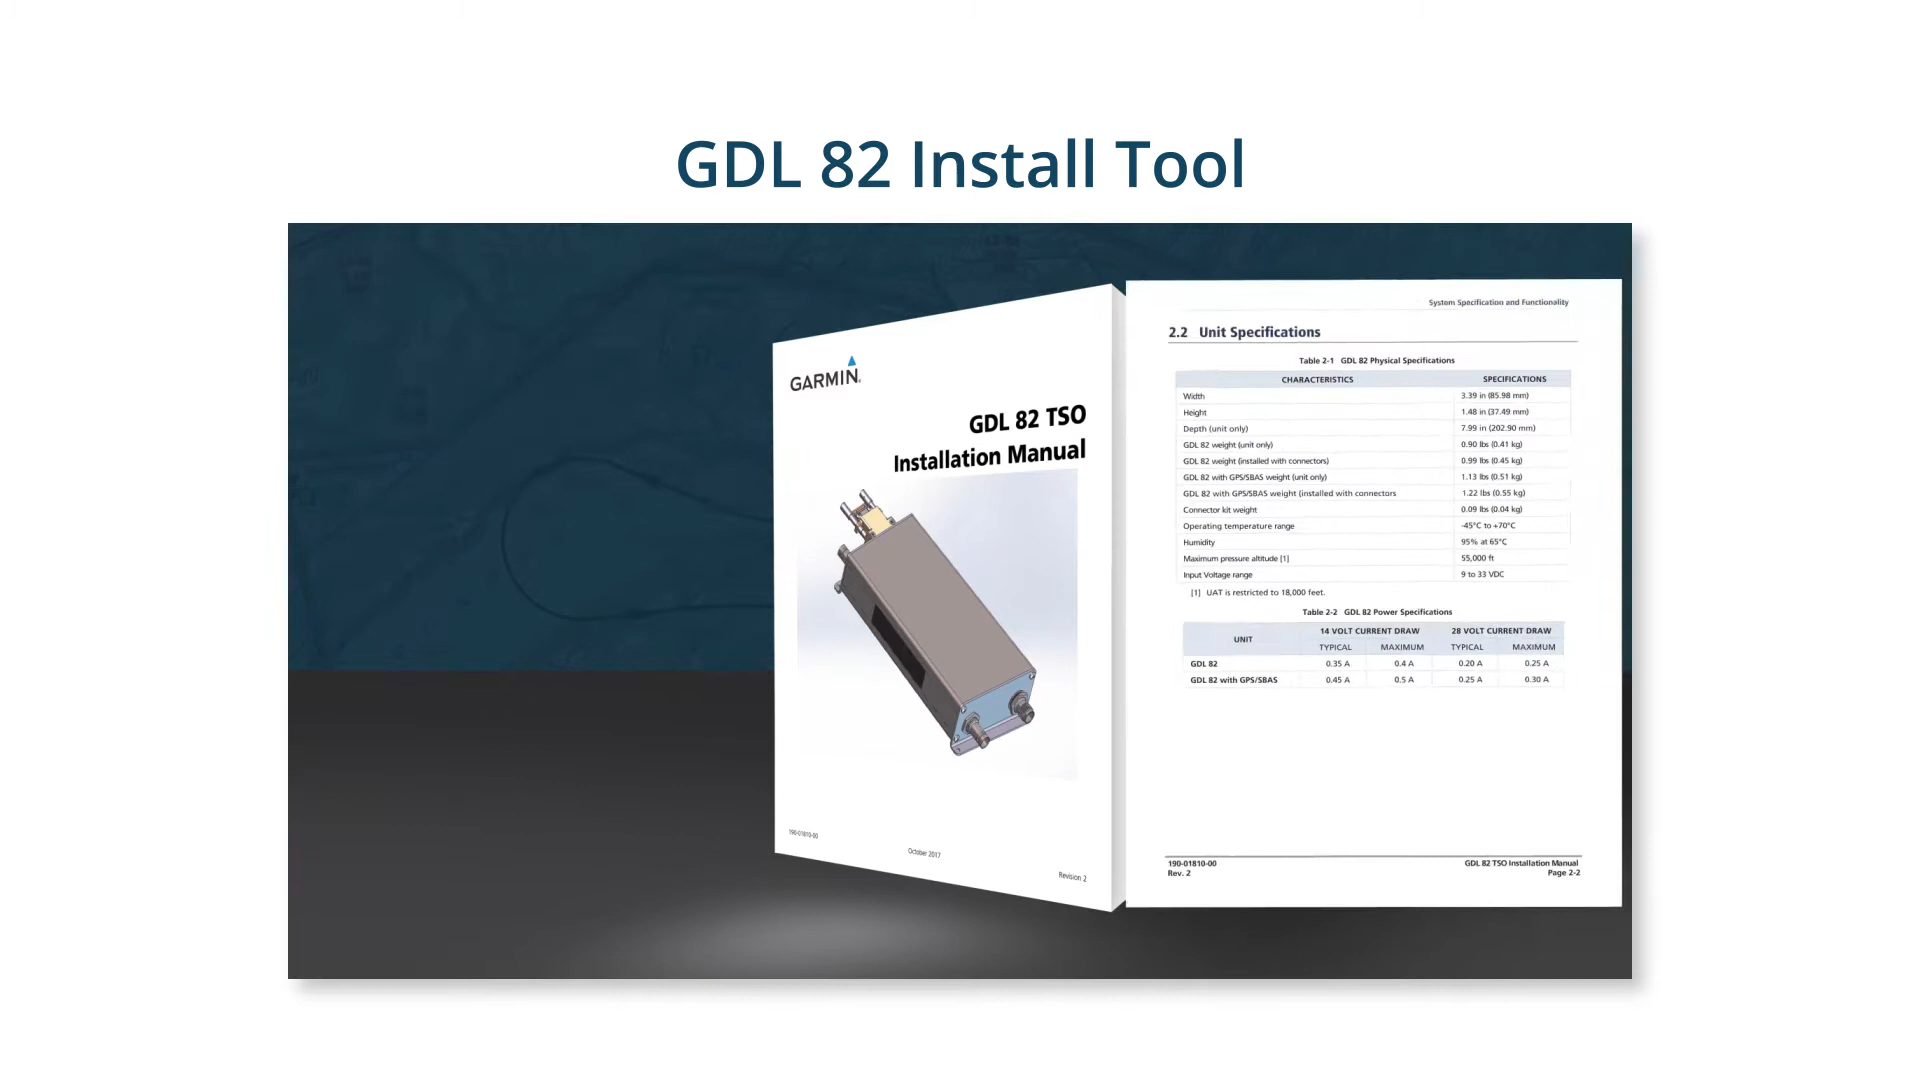 GDL 82 Install Tool
GARMIN
GDL 82 TSO
Installation Manual
190-01810-00
October 2017
Revision 2
System Specification and Functionality
2.2 Unit Specifications
Table 2-1 GDL 82 Physical Specifications
CHARACTERISTICS SPECIFICATIONS
Width 3.39 in (85.98 mm)
Height 1.48 in (37.49 mm)
Depth (unit only) 7.99 in (202.90 mm)
GDL 82 weight (unit only) 0.90 lbs (0.41 kg)
GDL 82 weight (installed with connectors) 0.99 lbs (0.45 kg)
GDL 82 with GPS/SBAS weight (unit only) 1.13 lbs (0.51 kg)
GDL 82 with GPS/SBAS weight (installed with connectors 1.22 lbs (0.55 kg)
Connector kit weight 0.09 lbs (0.04 kg)
Operating temperature range -45°C to +70°C
Humidity 95% at 65°C
Maximum pressure altitude [1] 55,000 ft
Input Voltage range 9 to 33 VDC
[1] UAT is restricted to 18,000 feet.
Table 2-2 GDL 82 Power Specifications
UNIT 14 VOLT CURRENT DRAW 28 VOLT CURRENT DRAW
TYPICAL MAXIMUM TYPICAL MAXIMUM
GDL 82 0.35 A 0.4 A 0.20 A 0.25 A
GDL 82 with GPS/SBAS 0.45 A 0.5 A 0.25 A 0.30 A
190-01810-00 GDL 82 TSO Installation Manual
Rev. 2 Page 2-2